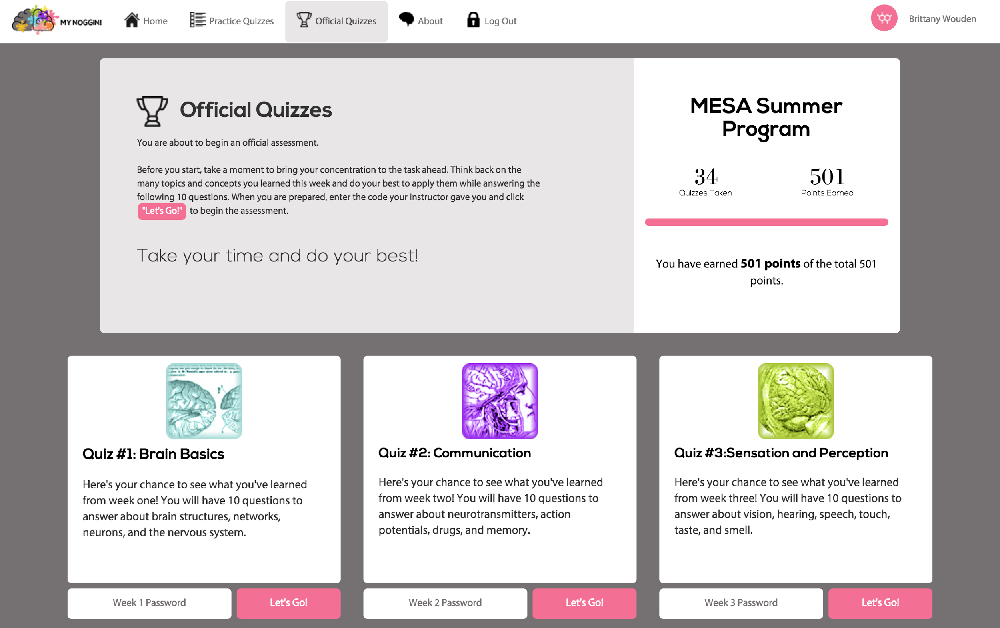 MY NOGGIN!
Home
Practice Quizzes
Official Quizzes
About
Log Out
Brittany Wouden
Official Quizzes
You are about to begin an official assessment.
Before you start, take a moment to bring your concentration to the task ahead. Think back on the
many topics and concepts you learned this week and do your best to apply them while answering the
following 10 questions. When you are prepared, enter the code your instructor gave you and click
"Let's Go!" to begin the assessment.
Take your time and do your best!
MESA Summer
Program
34
Quizzes Taken
501
Points Earned
You have earned 501 points of the total 501
points.
Quiz #1: Brain Basics
Here's your chance to see what you've learned
from week one! You will have 10 questions to
answer about brain structures, networks,
neurons, and the nervous system.
Week 1 Password
Let's Go!
Quiz #2: Communication
Here's your chance to see what you've learned
from week two! You will have 10 questions to
answer about neurotransmitters, action
potentials, drugs, and memory.
Week 2 Password
Let's Go!
Quiz #3:Sensation and Perception
Here's your chance to see what you've learned
from week three! You will have 10 questions to
answer about vision, hearing, speech, touch,
taste, and smell.
Week 3 Password
Let's Go!